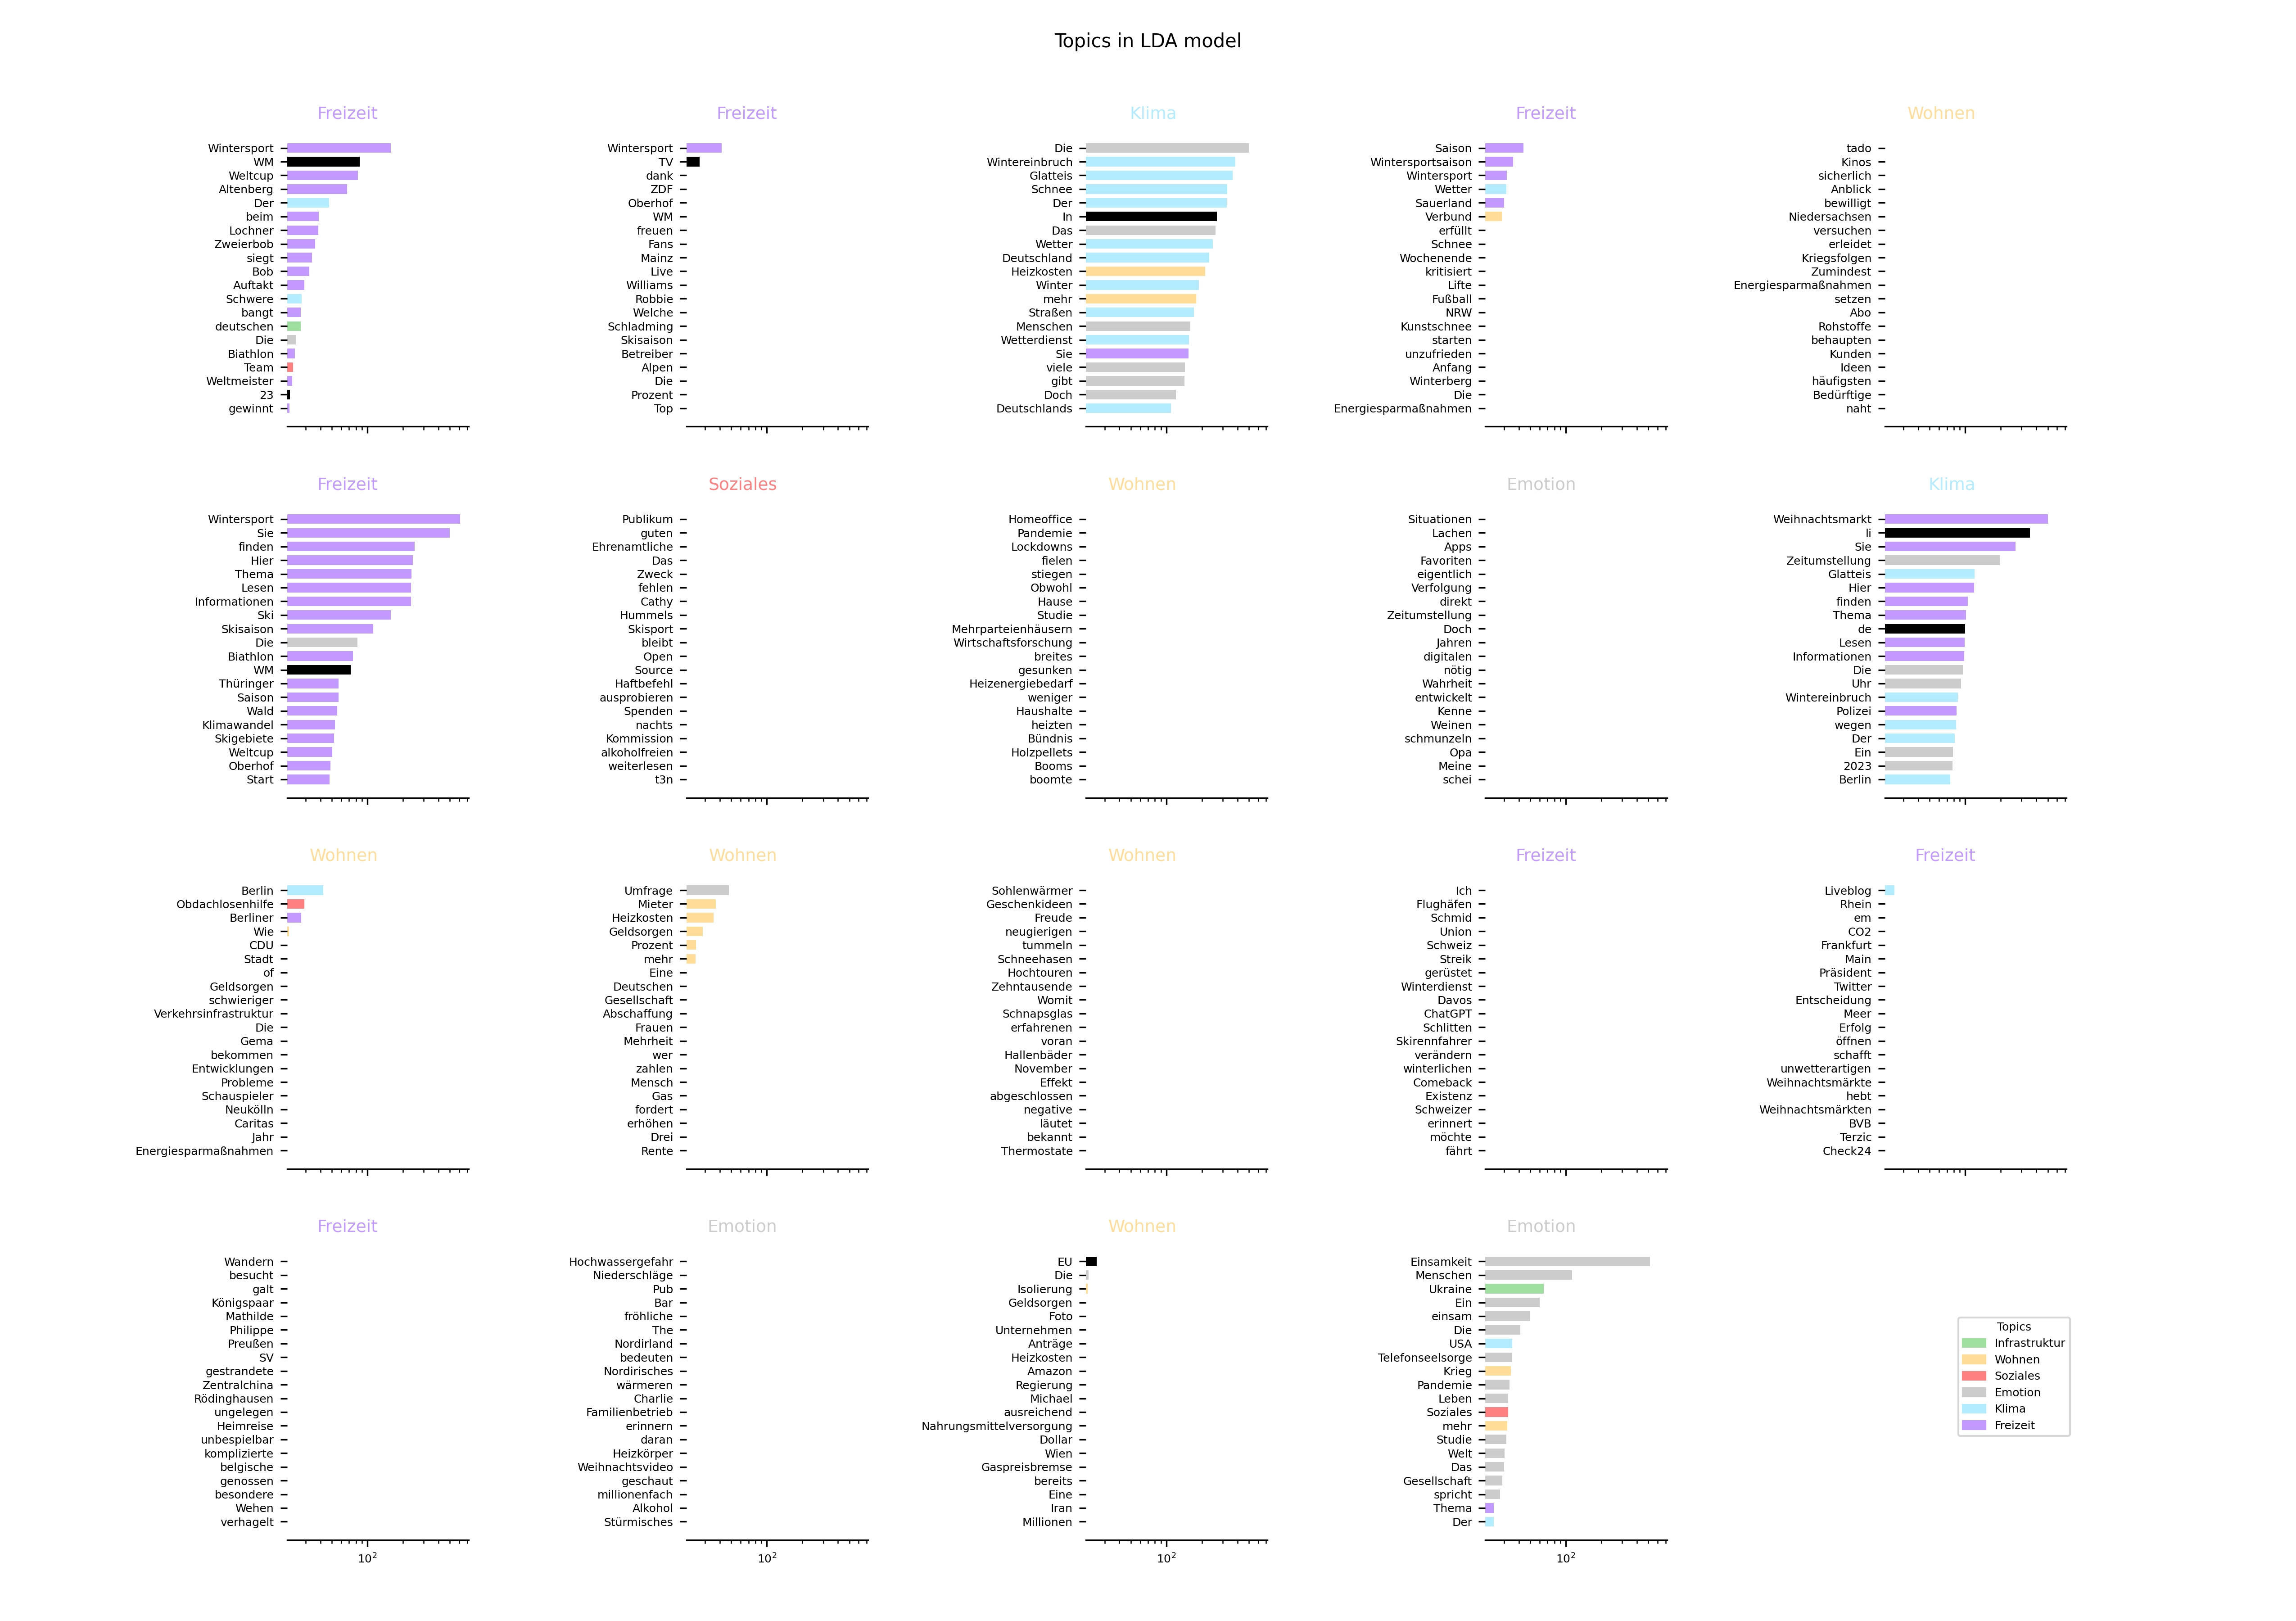 Topics in LDA model
Freizeit
Wintersport
WM
Weltcup
Altenberg
Der
beim
Lochner
Zweierbob
siegt
Bob
Auftakt
Schwere
bangt
deutschen
Die
Biathlon
Team
Weltmeister
23
gewinnt
Freizeit
Wintersport
TV
dank
ZDF
Oberhof
WM
freuen
Fans
Mainz
Live
Williams
Robbie
Welche
Schladming
Skisaison
Betreiber
Alpen
Die
Prozent
Top
Klima
Die
Wintereinbruch
Glatteis
Schnee
Der
In
Das
Wetter
Deutschland
Heizkosten
Winter
mehr
Straßen
Menschen
Wetterdienst
Sie
viele
gibt
Doch
Deutschlands
Freizeit
Saison
Wintersportsaison
Wintersport
Wetter
Sauerland
Verbund
erfüllt
Schnee
Wochenende
kritisiert
Lifte
Fußball
NRW
Kunstschnee
starten
unzufrieden
Anfang
Winterberg
Die
Energiesparmaßnahmen
Wohnen
tado
Kinos
sicherlich
Anblick
bewilligt
Niedersachsen
versuchen
erleidet
Kriegsfolgen
Zumindest
Energiesparmaßnahmen
setzen
Abo
Rohstoffe
behaupten
Kunden
Ideen
häufigsten
Bedürftige
naht
Freizeit
Wintersport
Sie
finden
Hier
Thema
Lesen
Informationen
Ski
Skisaison
Die
Biathlon
WM
Thüringer
Saison
Wald
Klimawandel
Skigebiete
Weltcup
Oberhof
Start
Soziales
Publikum
guten
Ehrenamtliche
Das
Zweck
fehlen
Cathy
Hummels
Skisport
bleibt
Open
Source
Haftbefehl
ausprobieren
Spenden
nachts
Kommission
alkoholfreien
weiterlesen
t3n
Wohnen
Homeoffice
Pandemie
Lockdowns
fielen
stiegen
Obwohl
Hause
Studie
Mehrparteienhäusern
Wirtschaftsforschung
breites
gesunken
Heizenergiebedarf
weniger
Haushalte
heizten
Bündnis
Holzpellets
Booms
boomte
Emotion
Situationen
Lachen
Apps
Favoriten
eigentlich
Verfolgung
direkt
Zeitumstellung
Doch
Jahren
digitalen
nötig
Wahrheit
entwickelt
Kenne
Weinen
schmunzeln
Opa
Meine
schei
Klima
Weihnachtsmarkt
li
Sie
Zeitumstellung
Glatteis
Hier
finden
Thema
de
Lesen
Informationen
Die
Uhr
Wintereinbruch
Polizei
wegen
Der
Ein
2023
Berlin
Wohnen
Berlin
Obdachlosenhilfe
Berliner
Wie
CDU
Stadt
of
Geldsorgen
schwieriger
Verkehrsinfrastruktur
Die
Gema
bekommen
Entwicklungen
Probleme
Schauspieler
Neukölln
Caritas
Jahr
Energiesparmaßnahmen
Wohnen
Umfrage
Mieter
Heizkosten
Geldsorgen
Prozent
mehr
Eine
Deutschen
Gesellschaft
Abschaffung
Frauen
Mehrheit
wer
zahlen
Mensch
Gas
fordert
erhöhen
Drei
Rente
Wohnen
Sohlenwärmer
Geschenkideen
Freude
neugierigen
tummeln
Schneehasen
Hochtouren
Zehntausende
Womit
Schnapsglas
erfahrenen
voran
Hallenbäder
November
Effekt
abgeschlossen
negative
läutet
bekannt
Thermostate
Freizeit
Ich
Flughäfen
Schmid
Union
Schweiz
Streik
gerüstet
Winterdienst
Davos
ChatGPT
Schlitten
Skirennfahrer
verändern
winterlichen
Comeback
Existenz
Schweizer
erinnert
möchte
fährt
Freizeit
Liveblog
Rhein
em
CO2
Frankfurt
Main
Präsident
Twitter
Entscheidung
Meer
Erfolg
öffnen
schafft
unwetterartigen
Weihnachtsmärkte
hebt
Weihnachtsmärkten
BVB
Terzic
Check24
Freizeit
Wandern
besucht
galt
Königspaar
Mathilde
Philippe
Preußen
SV
gestrandete
Zentralchina
Rödinghausen
ungelegen
Heimreise
unbespielbar
komplizierte
belgische
genossen
besondere
Wehen
verhagelt
10²
Emotion
Hochwassergefahr
Niederschläge
Pub
Bar
fröhliche
The
Nordirland
bedeuten
Nordirisches
wärmeren
Charlie
Familienbetrieb
erinnern
daran
Heizkörper
Weihnachtsvideo
geschaut
millionenfach
Alkohol
Stürmisches
10²
Wohnen
EU
Die
Isolierung
Geldsorgen
Foto
Unternehmen
Anträge
Heizkosten
Amazon
Regierung
Michael
ausreichend
Nahrungsmittelversorgung
Dollar
Wien
Gaspreisbremse
bereits
Eine
Iran
Millionen
10²
Emotion
Einsamkeit
Menschen
Ukraine
Ein
einsam
Die
USA
Telefonseelsorge
Krieg
Pandemie
Leben
Soziales
mehr
Studie
Welt
Das
Gesellschaft
spricht
Thema
Der
10²
Topics
Infrastruktur
Wohnen
Soziales
Emotion
Klima
Freizeit